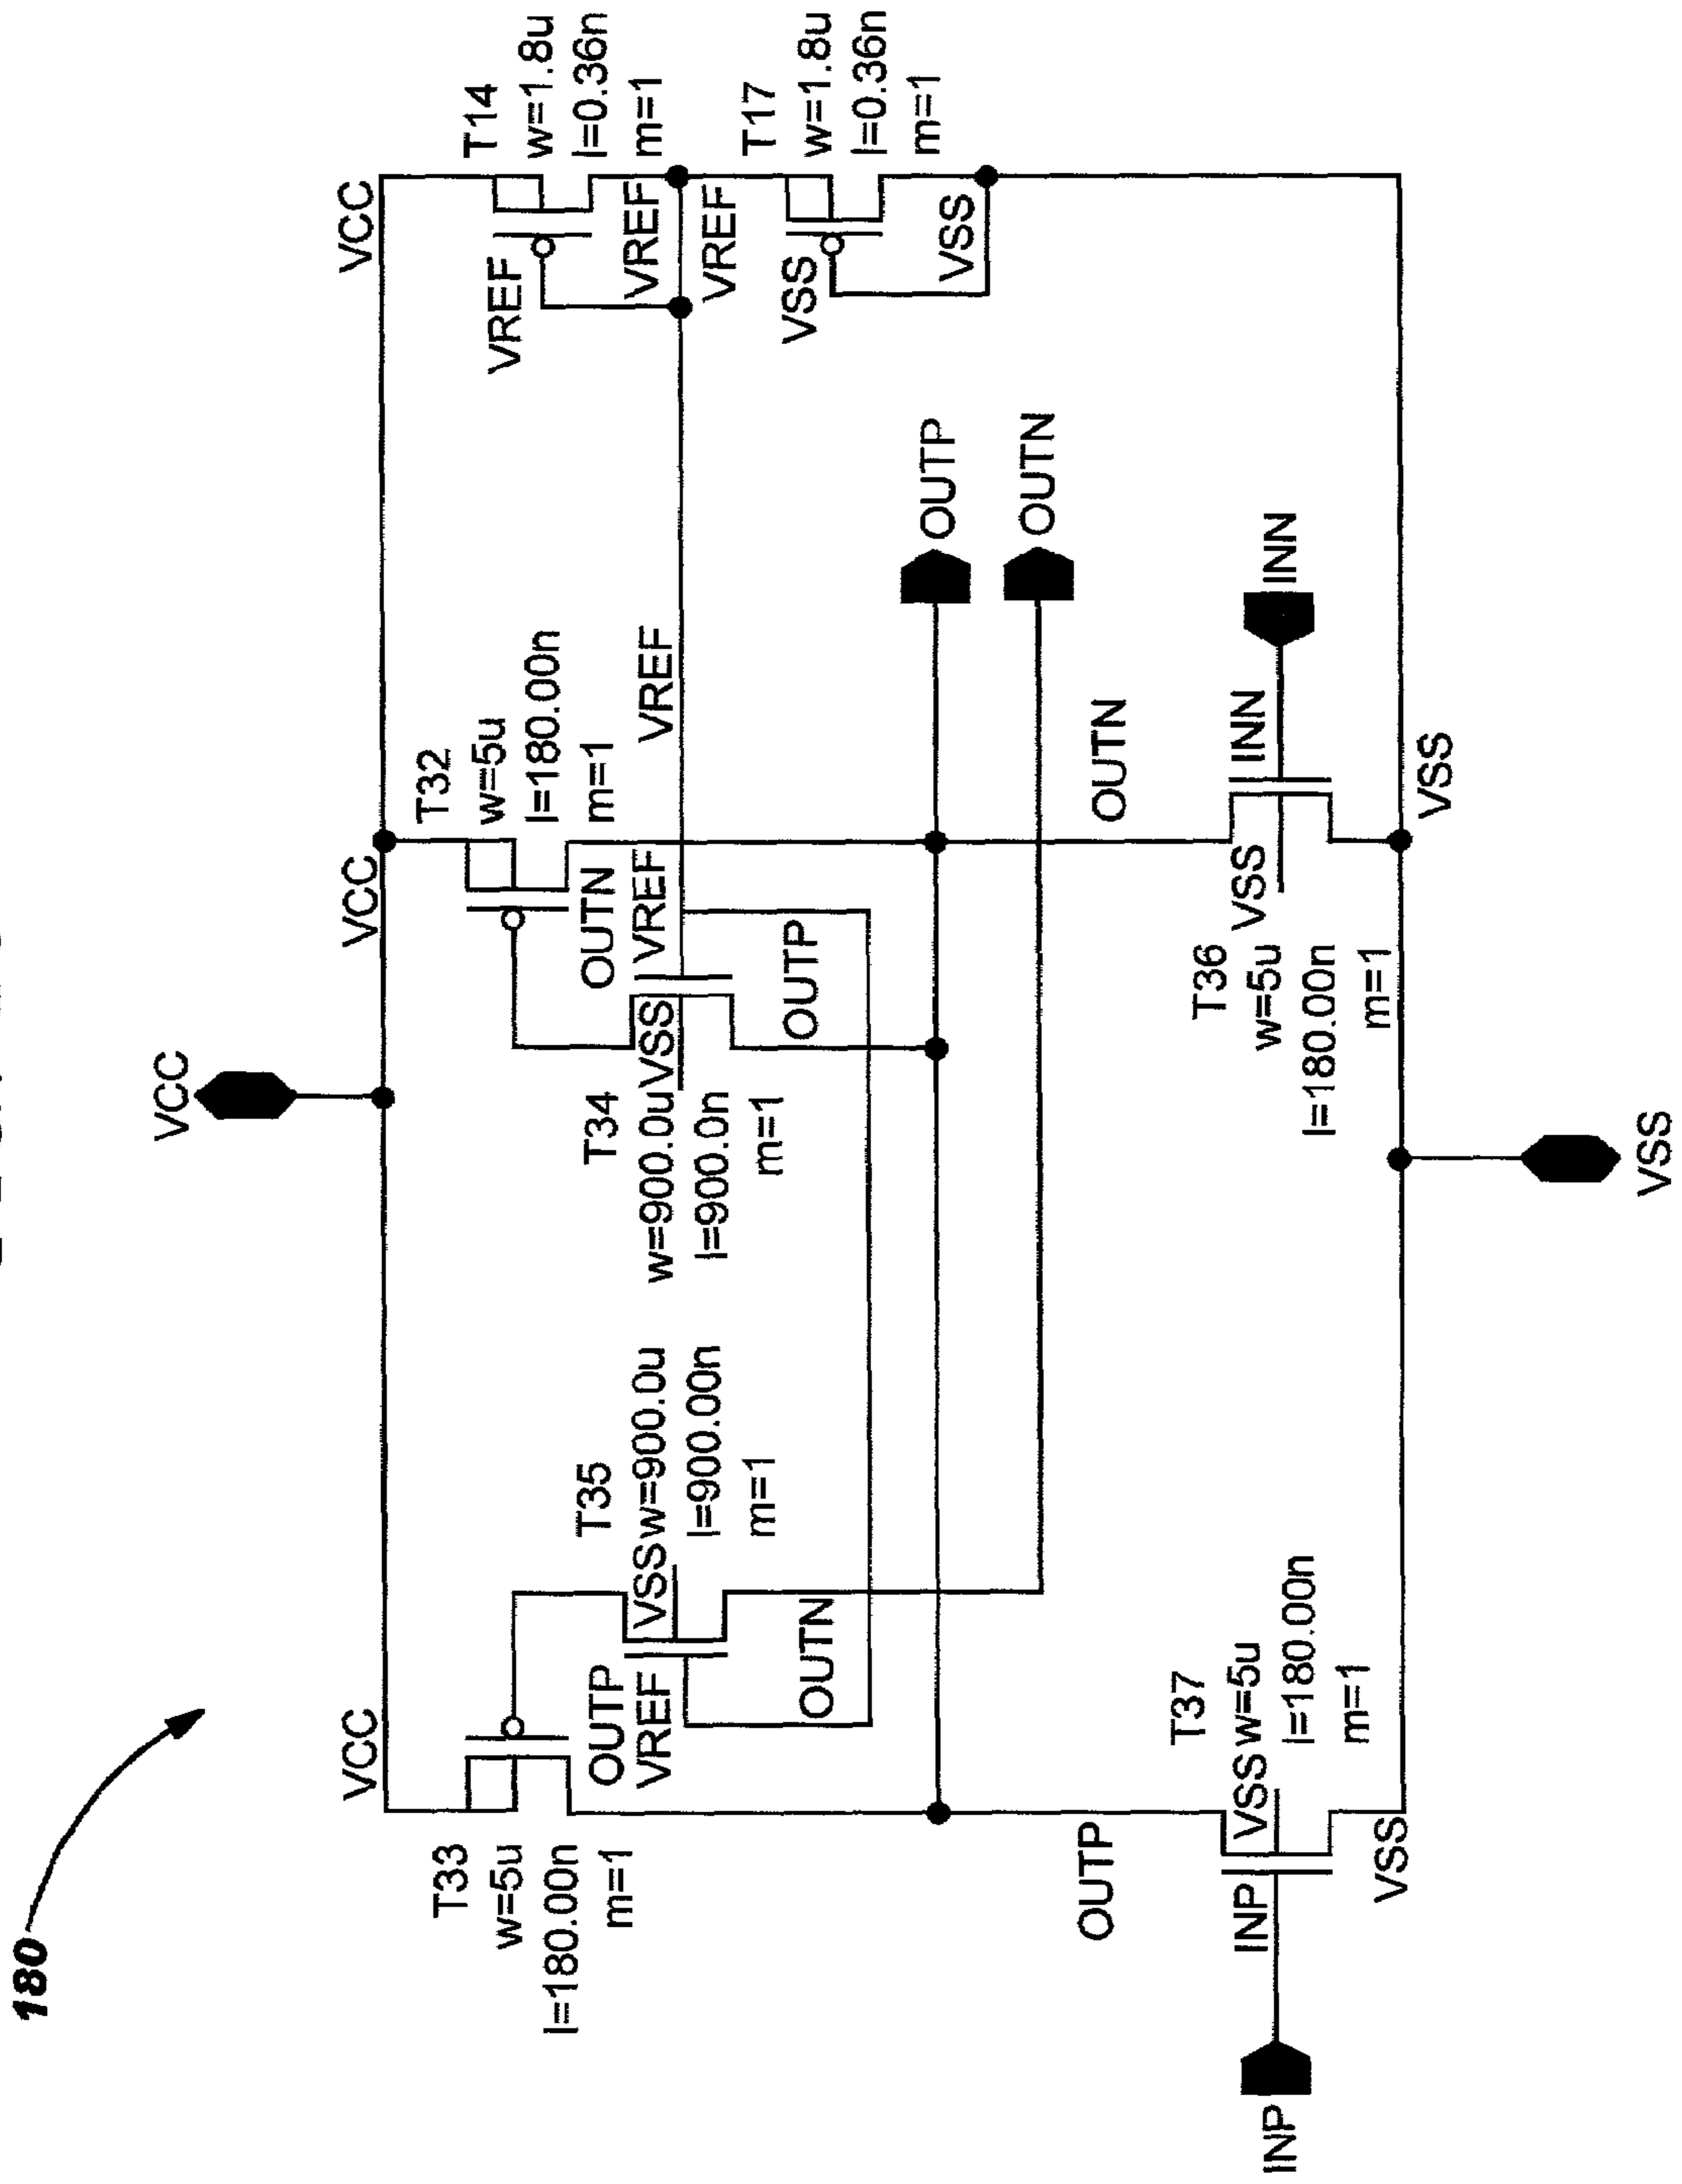 180
VCC
VCC
VCC
VCC
T33
w=5u
l=180.00n
m=1
OUTP
VREF
T35
VSS
w=900.0u
l=900.00n
m=1
OUTN
T32
w=5u
l=180.00n
m=1
OUTN
VREF
T34
VSS
w=900.0u
l=900.0n
m=1
OUTP
VREF
T14
w=1.8u
l=0.36n
m=1
VREF
VREF
VREF
T17
w=1.8u
l=0.36n
m=1
VSS
VSS
OUTP
OUTN
OUTP
OUTN
INP
INP
T37
VSS
w=5u
l=180.00n
m=1
VSS
T36
VSS
w=5u
l=180.00n
m=1
INN
INN
VSS
VSS